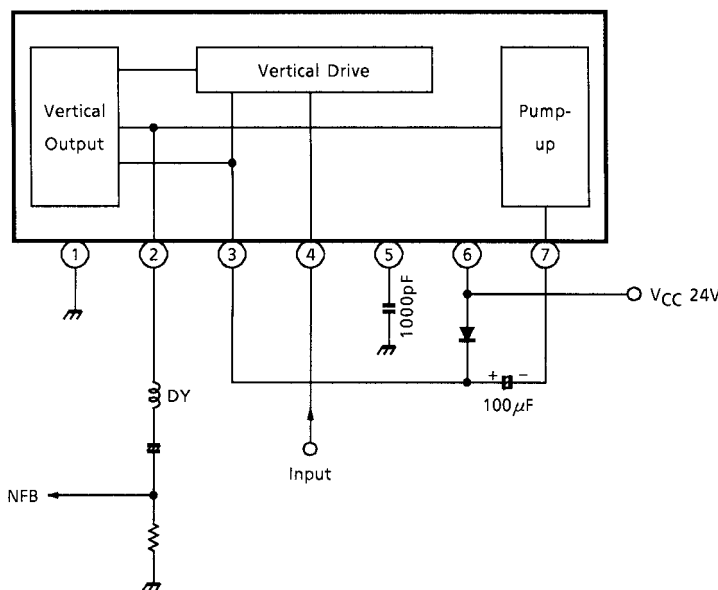 Vertical Drive
Vertical
Output
Pump-
up
1 2 3 4 5 6 7
1000pF
VCC 24V
+ −
100μF
DY
Input
NFB